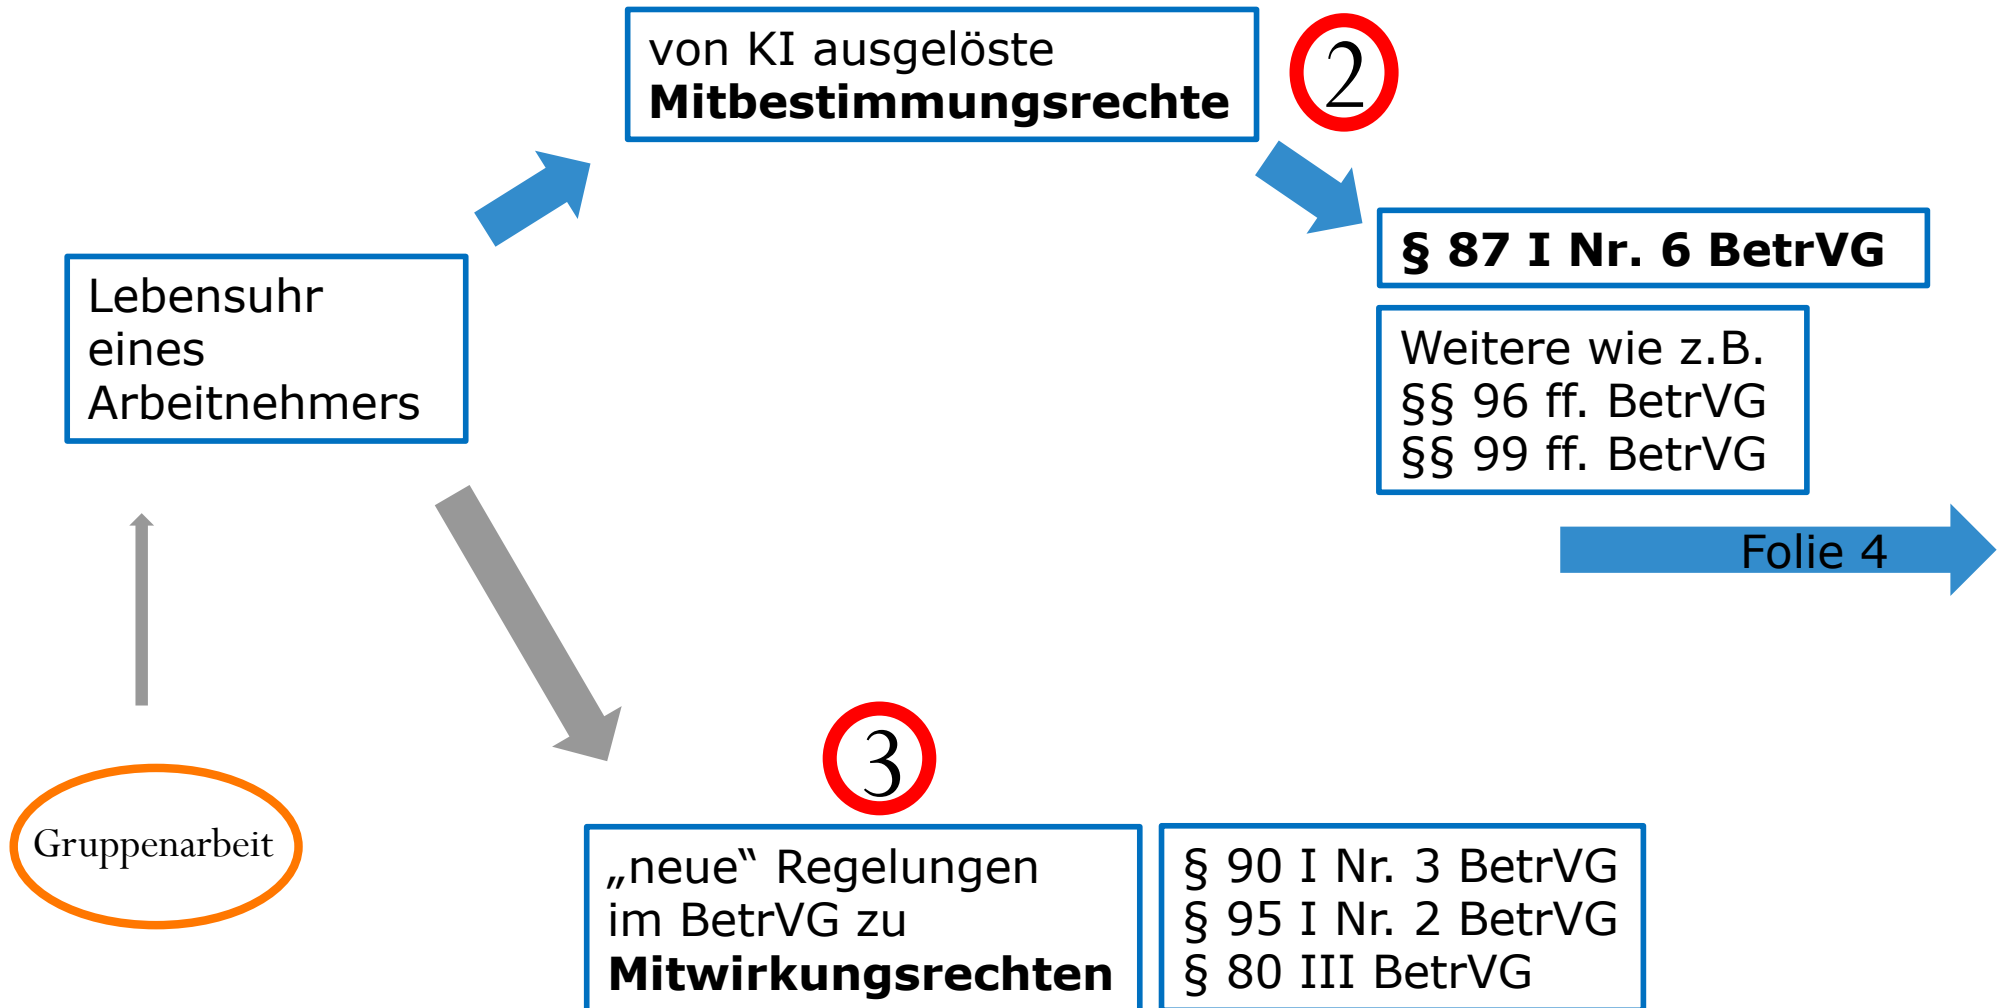 von KI ausgelöste
Mitbestimmungsrechte
2
§ 87 I Nr. 6 BetrVG
Lebensuhr
eines
Arbeitnehmers
Weitere wie z.B.
§§ 96 ff. BetrVG
§§ 99 ff. BetrVG
Folie 4
3
Gruppenarbeit
„neue“ Regelungen
im BetrVG zu
Mitwirkungsrechten
§ 90 I Nr. 3 BetrVG
§ 95 I Nr. 2 BetrVG
§ 80 III BetrVG